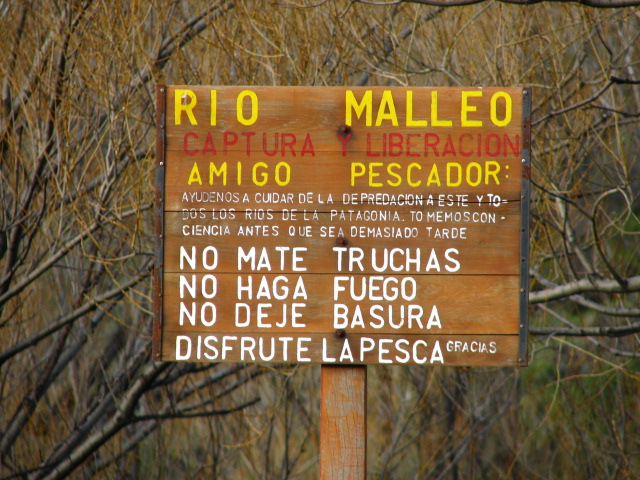 RIO MALLEO
CAPTURA Y LIBERACION
AMIGO PESCADOR:
AYUDENOS A CUIDAR DE LA DEPREDACION A ESTE Y TO=
DOS LOS RIOS DE LA PATAGONIA. TOMEMOS CON-
CIENCIA ANTES QUE SEA DEMASIADO TARDE
NO MATE TRUCHAS
NO HAGA FUEGO
NO DEJE BASURA
DISFRUTE LA PESCA GRACIAS